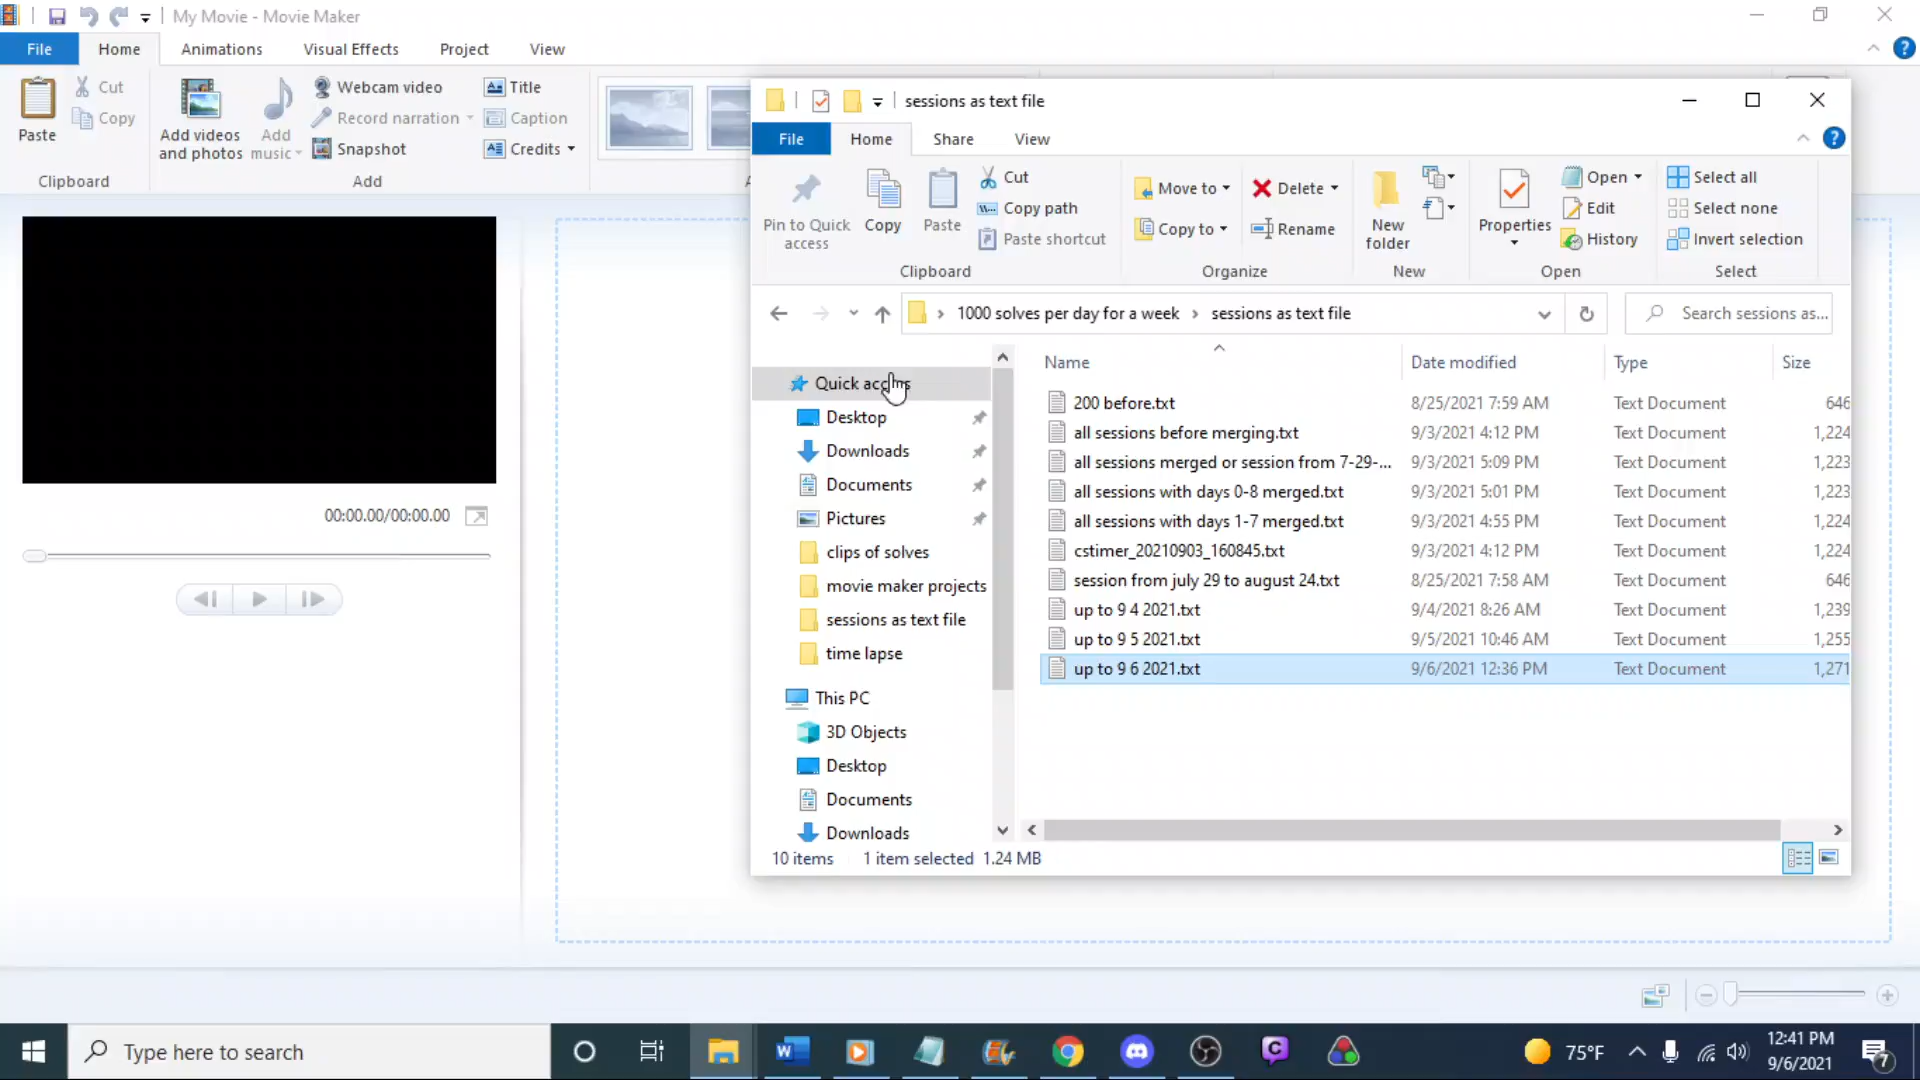 My Movie - Movie Maker
File
Home
Animations
Visual Effects
Project
View
Paste
Cut
Copy
Clipboard
Add videos
and photos
Add
music
Webcam video
Record narration
Snapshot
Title
Caption
Credits
Add
00:00.00/00:00.00
sessions as text file
File
Home
Share
View
Pin to Quick
access
Copy
Paste
Cut
Copy path
Paste shortcut
Clipboard
Move to
Copy to
Delete
Rename
Organize
New
folder
New
Properties
Open
Edit
History
Open
Select all
Select none
Invert selection
Select
1000 solves per day for a week › sessions as text file
Search sessions as...
Quick access
Desktop
Downloads
Documents
Pictures
clips of solves
movie maker projects
sessions as text file
time lapse
This PC
3D Objects
Desktop
Documents
Downloads
Name Date modified Type Size
200 before.txt 8/25/2021 7:59 AM Text Document 646
all sessions before merging.txt 9/3/2021 4:12 PM Text Document 1,224
all sessions merged or session from 7-29-... 9/3/2021 5:09 PM Text Document 1,223
all sessions with days 0-8 merged.txt 9/3/2021 5:01 PM Text Document 1,223
all sessions with days 1-7 merged.txt 9/3/2021 4:55 PM Text Document 1,224
cstimer_20210903_160845.txt 9/3/2021 4:12 PM Text Document 1,224
session from july 29 to august 24.txt 8/25/2021 7:58 AM Text Document 646
up to 9 4 2021.txt 9/4/2021 8:26 AM Text Document 1,239
up to 9 5 2021.txt 9/5/2021 10:46 AM Text Document 1,255
up to 9 6 2021.txt 9/6/2021 12:36 PM Text Document 1,271
10 items 1 item selected 1.24 MB
Type here to search
75°F
12:41 PM
9/6/2021
7